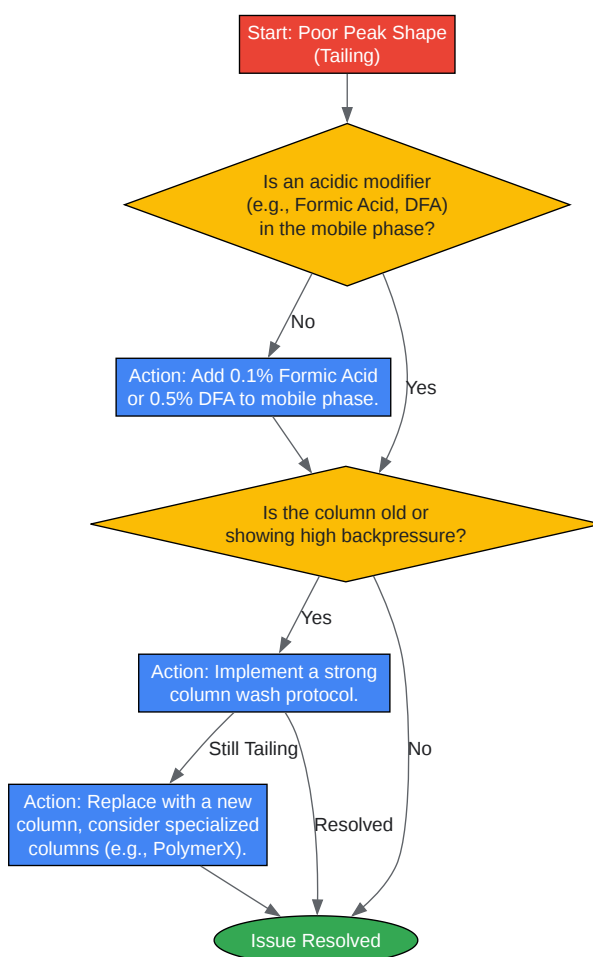 Start: Poor Peak Shape
(Tailing)
Is an acidic modifier
(e.g., Formic Acid, DFA)
in the mobile phase?
No
Action: Add 0.1% Formic Acid
or 0.5% DFA to mobile phase.
Yes
Is the column old or
showing high backpressure?
Yes
Action: Implement a strong
column wash protocol.
Still Tailing
No
Action: Replace with a new
column, consider specialized
columns (e.g., PolymerX).
Resolved
Issue Resolved